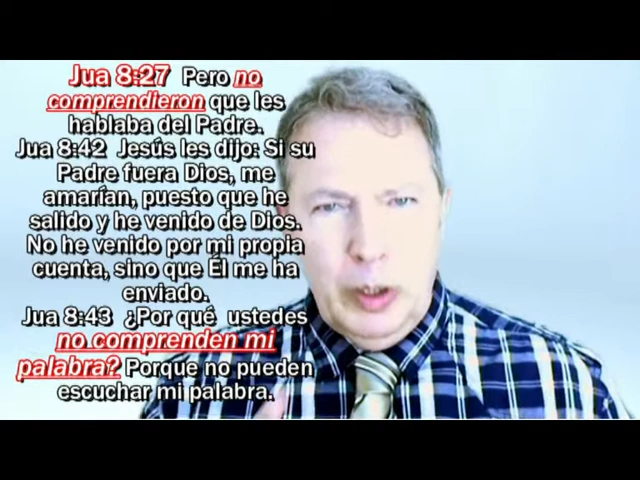 Jua 8:27 Pero no
comprendieron que les
hablaba del Padre.
Jua 8:42 Jesús les dijo: Si su
Padre fuera Dios, me
amarían, puesto que he
salido y he venido de Dios.
No he venido por mi propia
cuenta, sino que Él me ha
enviado.
Jua 8:43 ¿Por qué ustedes
no comprenden mi
palabra? Porque no pueden
escuchar mi palabra.